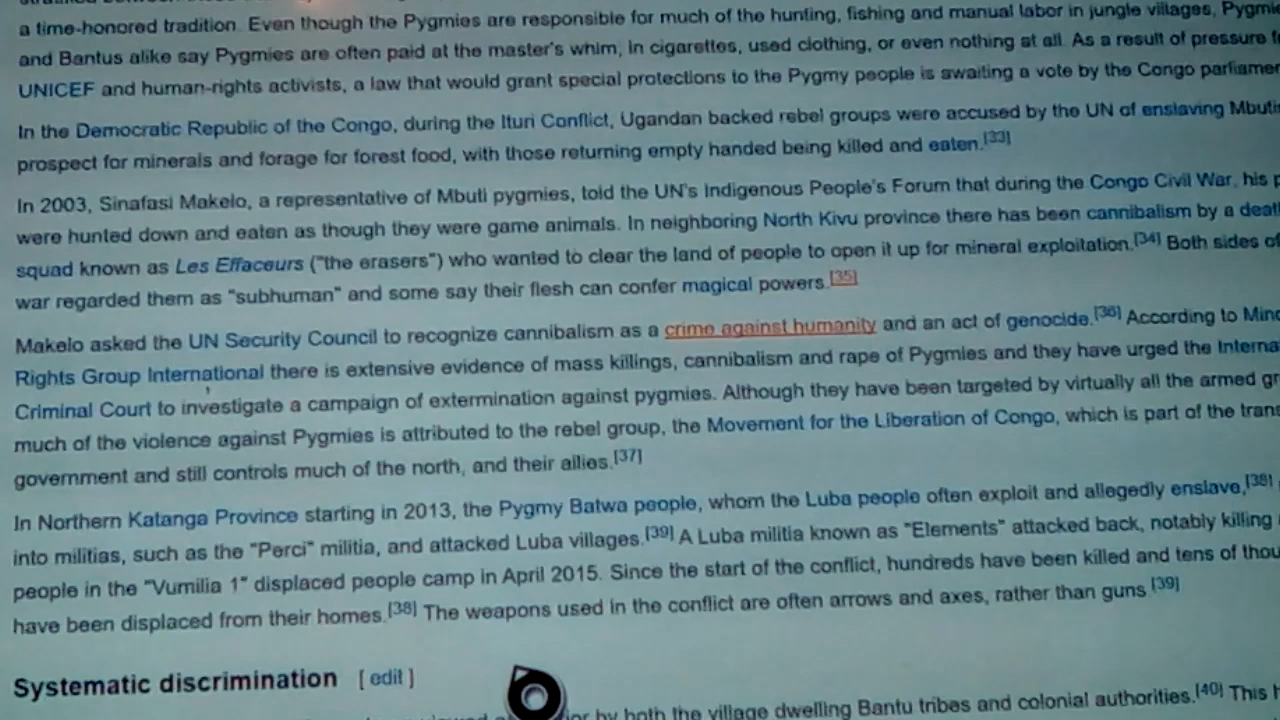 a time-honored tradition. Even though the Pygmies are responsible for much of the hunting, fishing and manual labor in jungle villages,
and Bantus alike say Pygmies are often paid at the master's whim; in cigarettes, used clothing, or even nothing at all. As a result of pressure
UNICEF and human-rights activists, a law that would grant special protections to the Pygmy people is awaiting a vote by the Congo
In the Democratic Republic of the Congo, during the Ituri Conflict, Ugandan backed rebel groups were accused by the UN of enslaving
prospect for minerals and forage for forest food, with those returning empty handed being killed and eaten.[33]
In 2003, Sinafasi Makelo, a representative of Mbuti pygmies, told the UN's Indigenous People's Forum that during the Congo Civil War, his
were hunted down and eaten as though they were game animals. In neighboring North Kivu province there has been cannibalism by a
squad known as Les Effaceurs ("the erasers") who wanted to clear the land of people to open it up for mineral exploitation.[34] Both sides
war regarded them as "subhuman" and some say their flesh can confer magical powers.[35]
Makelo asked the UN Security Council to recognize cannibalism as a crime against humanity and an act of genocide.[36] According to
Rights Group International there is extensive evidence of mass killings, cannibalism and rape of Pygmies and they have urged the
Criminal Court to investigate a campaign of extermination against pygmies. Although they have been targeted by virtually all the armed
much of the violence against Pygmies is attributed to the rebel group, the Movement for the Liberation of Congo, which is part of the
government and still controls much of the north, and their allies.[37]
In Northern Katanga Province starting in 2013, the Pygmy Batwa people, whom the Luba people often exploit and allegedly enslave,[38]
into militias, such as the "Perci" militia, and attacked Luba villages.[39] A Luba militia known as "Elements" attacked back, notably killing
people in the "Vumilia 1" displaced people camp in April 2015. Since the start of the conflict, hundreds have been killed and tens of
have been displaced from their homes.[38] The weapons used in the conflict are often arrows and axes, rather than guns.[39]
Systematic discrimination [edit]
by both the village dwelling Bantu tribes and colonial authorities.[40] This